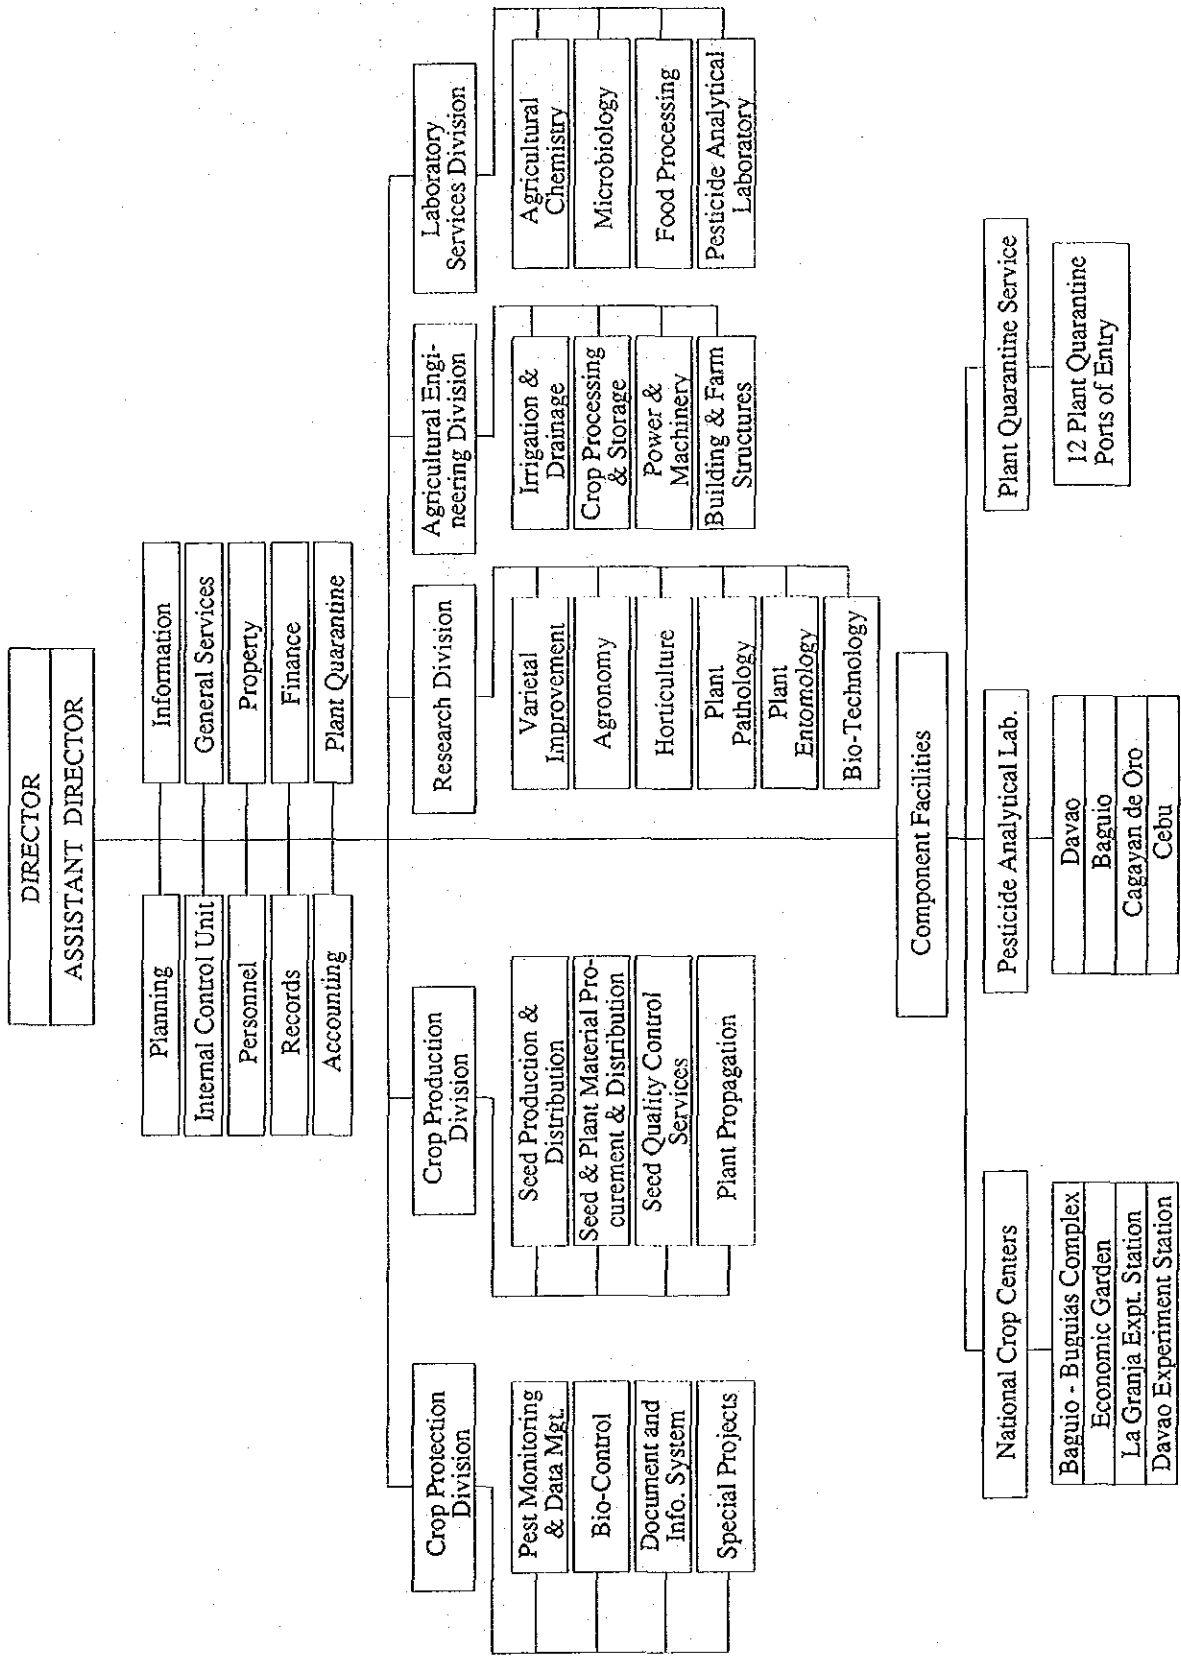 DIRECTOR
ASSISTANT DIRECTOR
Planning
Information
Internal Control Unit
General Services
Personnel
Property
Records
Finance
Accounting
Plant Quarantine
Crop Protection
Division
Pest Monitoring
& Data Mgt.
Bio-Control
Document and
Info. System
Special Projects
Crop Production
Division
Seed Production &
Distribution
Seed & Plant Material Pro-
curement & Distribution
Seed Quality Control
Services
Plant Propagation
Research Division
Varietal
Improvement
Agronomy
Horticulture
Plant
Pathology
Plant
Entomology
Bio-Technology
Agricultural Engi-
neering Division
Irrigation &
Drainage
Crop Processing
& Storage
Power &
Machinery
Building & Farm
Structures
Laboratory
Services Division
Agricultural
Chemistry
Microbiology
Food Processing
Pesticide Analytical
Laboratory
Component Facilities
National Crop Centers
Baguio - Buguias Complex
Economic Garden
La Granja Expt. Station
Davao Experiment Station
Pesticide Analytical Lab.
Davao
Baguio
Cagayan de Oro
Cebu
Plant Quarantine Service
12 Plant Quarantine
Ports of Entry